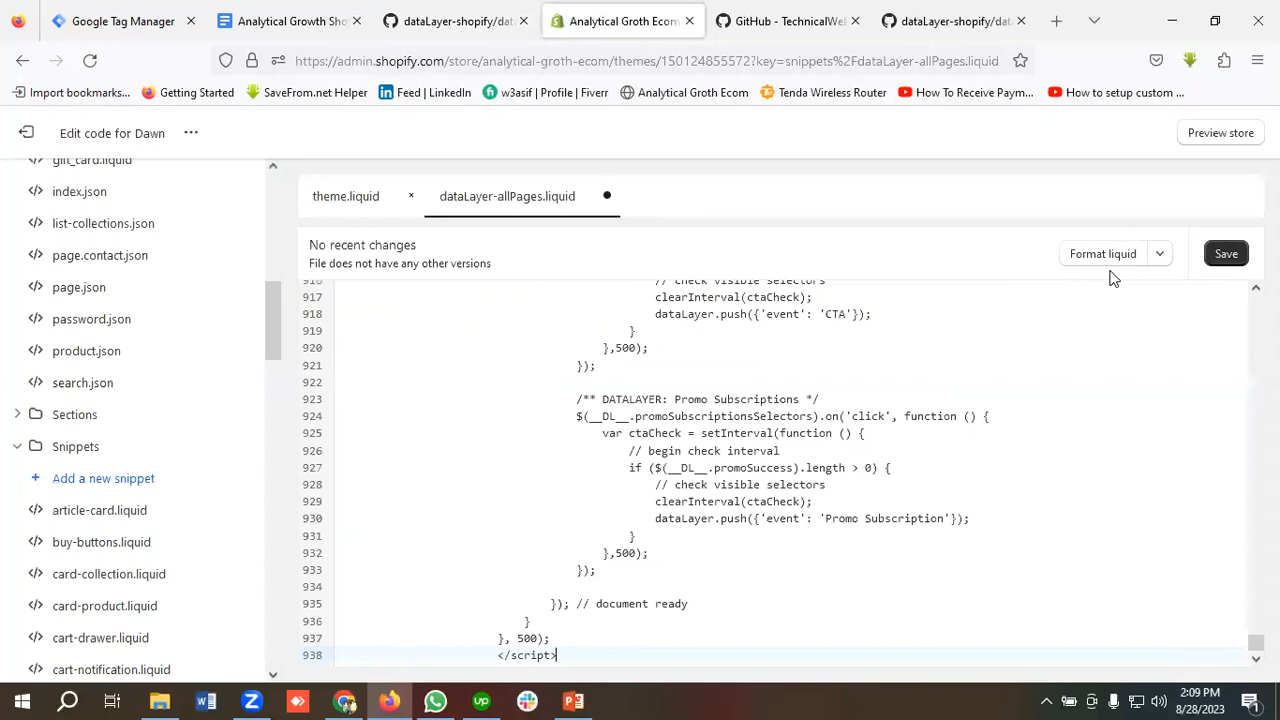 Google Tag Manager
Analytical Growth Sho
dataLayer-shopify/dat
Analytical Groth Ecom
GitHub - TechnicalWeb
dataLayer-shopify/dat
https://admin.shopify.com/store/analytical-groth-ecom/themes/150124855572?key=snippets%2FdataLayer-allPages.liquid
Import bookmarks...
Getting Started
SaveFrom.net Helper
Feed | LinkedIn
w3asif | Profile | Fiverr
Analytical Groth Ecom
Tenda Wireless Router
How To Receive Paym...
How to setup custom ...
Edit code for Dawn
Preview store
gift_card.liquid
index.json
list-collections.json
page.contact.json
page.json
password.json
product.json
search.json
Sections
Snippets
Add a new snippet
article-card.liquid
buy-buttons.liquid
card-collection.liquid
card-product.liquid
cart-drawer.liquid
cart-notification.liquid
theme.liquid
dataLayer-allPages.liquid
No recent changes
File does not have any other versions
Format liquid
Save
916 // check visible selectors
917 clearInterval(ctaCheck);
918 dataLayer.push({'event': 'CTA'});
919 }
920 },500);
921 });
922
923 /** DATALAYER: Promo Subscriptions */
924 $(__DL__.promoSubscriptionsSelectors).on('click', function () {
925 var ctaCheck = setInterval(function () {
926 // begin check interval
927 if ($(__DL__.promoSuccess).length > 0) {
928 // check visible selectors
929 clearInterval(ctaCheck);
930 dataLayer.push({'event': 'Promo Subscription'});
931 }
932 },500);
933 });
934
935 }); // document ready
936 }
937 }, 500);
938 </script>
2:09 PM
8/28/2023